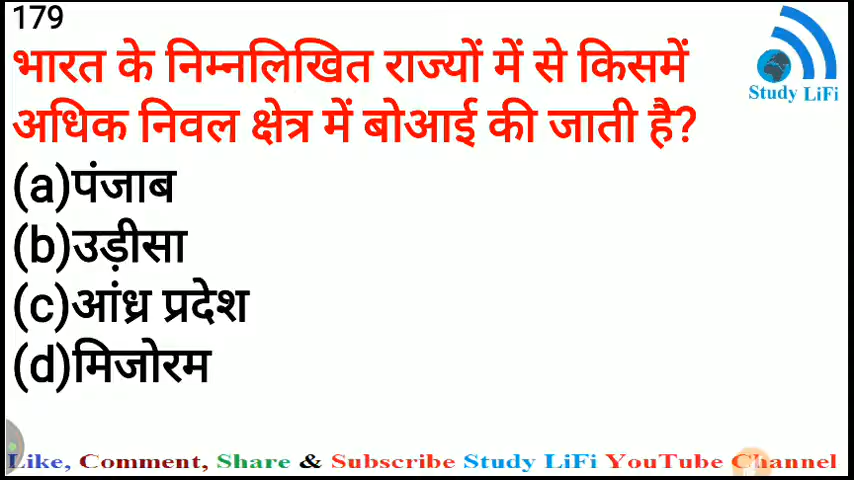 179
भारत के निम्नलिखित राज्यों में से किसमें
अधिक निवल क्षेत्र में बोआई की जाती है?
Study LiFi
(a)पंजाब
(b)उड़ीसा
(c)आंध्र प्रदेश
(d)मिजोरम
Like, Comment, Share & Subscribe Study LiFi YouTube Channel